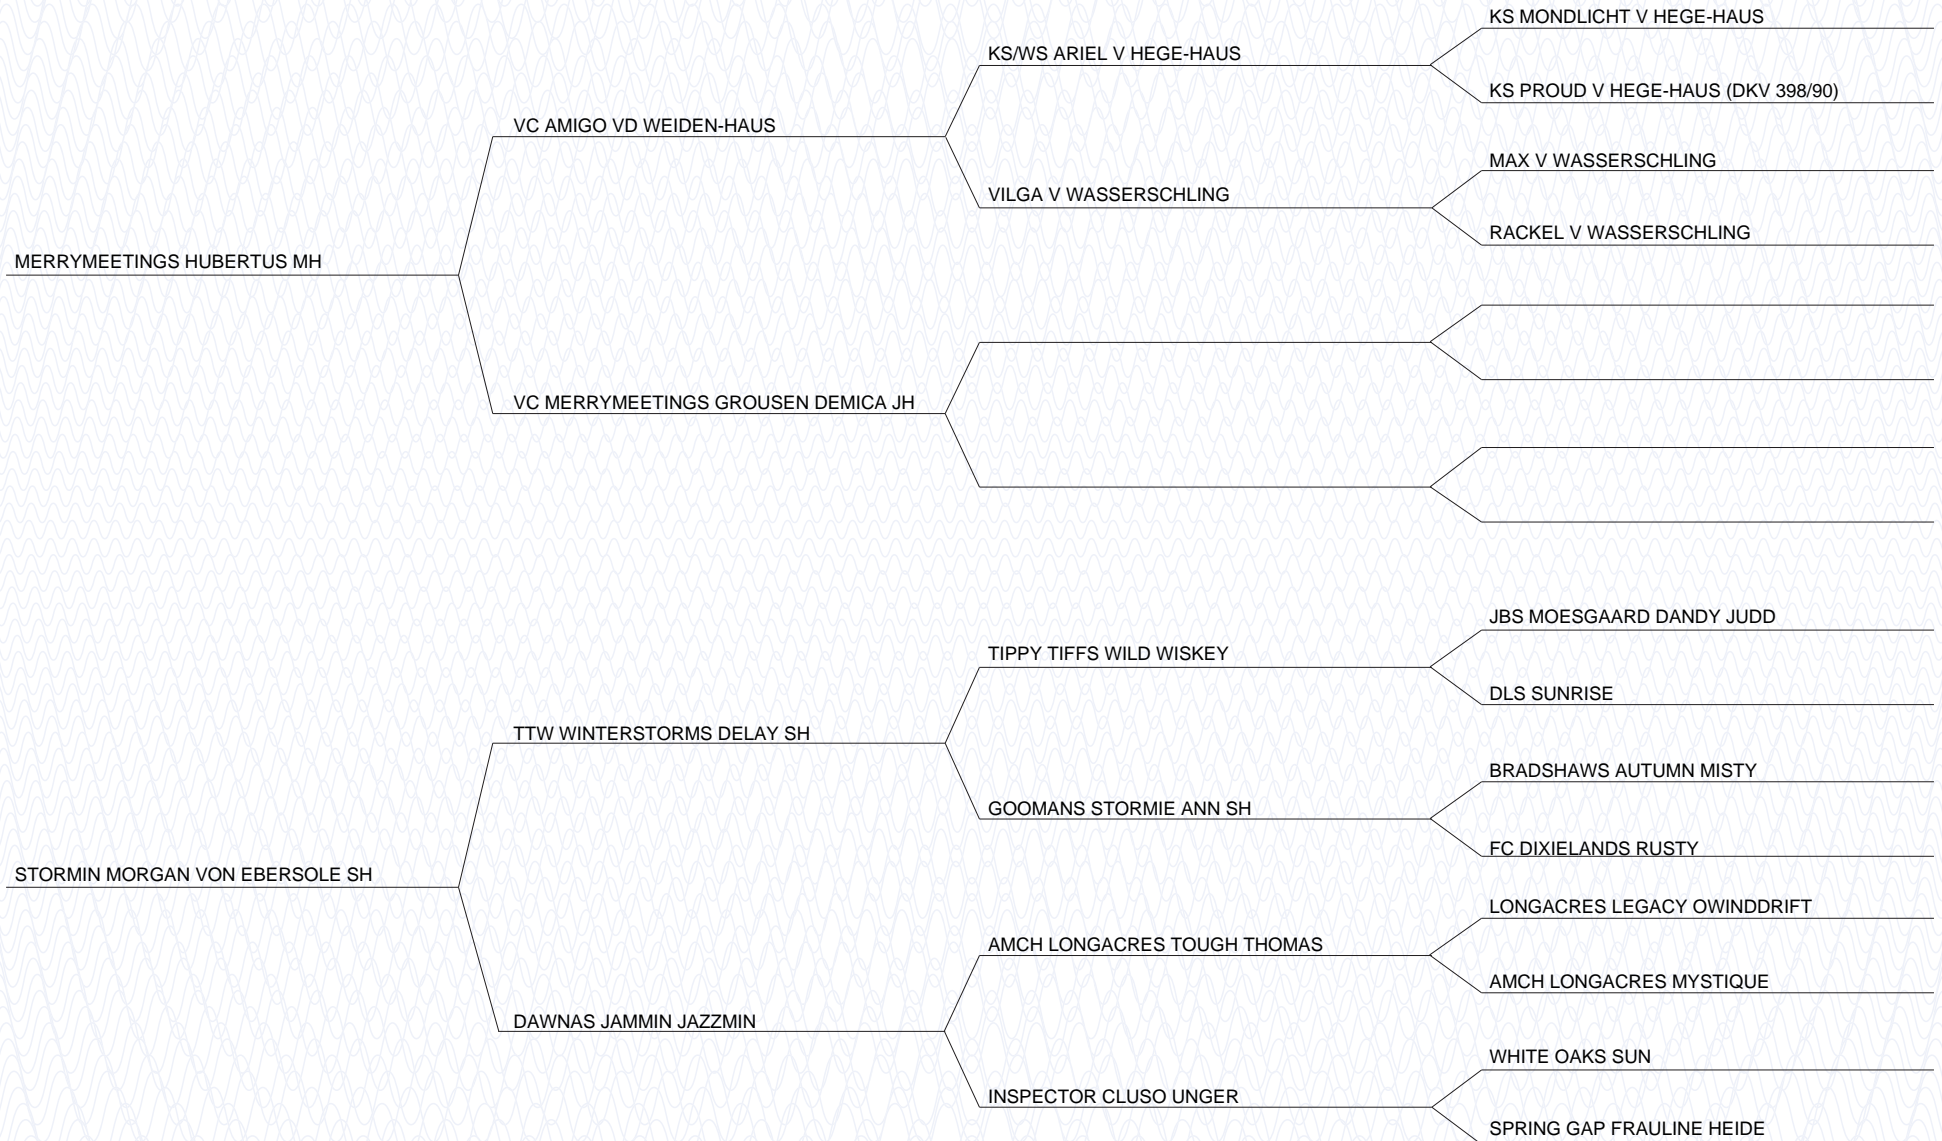 KS MONDLICHT V HEGE-HAUS
KS/WS ARIEL V HEGE-HAUS
KS PROUD V HEGE-HAUS (DKV 398/90)
VC AMIGO VD WEIDEN-HAUS
MAX V WASSERSCHLING
VILGA V WASSERSCHLING
RACKEL V WASSERSCHLING
MERRYMEETINGS HUBERTUS MH
VC MERRYMEETINGS GROUSEN DEMICA JH
JBS MOESGAARD DANDY JUDD
TIPPY TIFFS WILD WISKEY
DLS SUNRISE
TTW WINTERSTORMS DELAY SH
BRADSHAWS AUTUMN MISTY
GOOMANS STORMIE ANN SH
FC DIXIELANDS RUSTY
STORMIN MORGAN VON EBERSOLE SH
LONGACRES LEGACY OWINDDRIFT
AMCH LONGACRES TOUGH THOMAS
AMCH LONGACRES MYSTIQUE
DAWNAS JAMMIN JAZZMIN
WHITE OAKS SUN
INSPECTOR CLUSO UNGER
SPRING GAP FRAULINE HEIDE